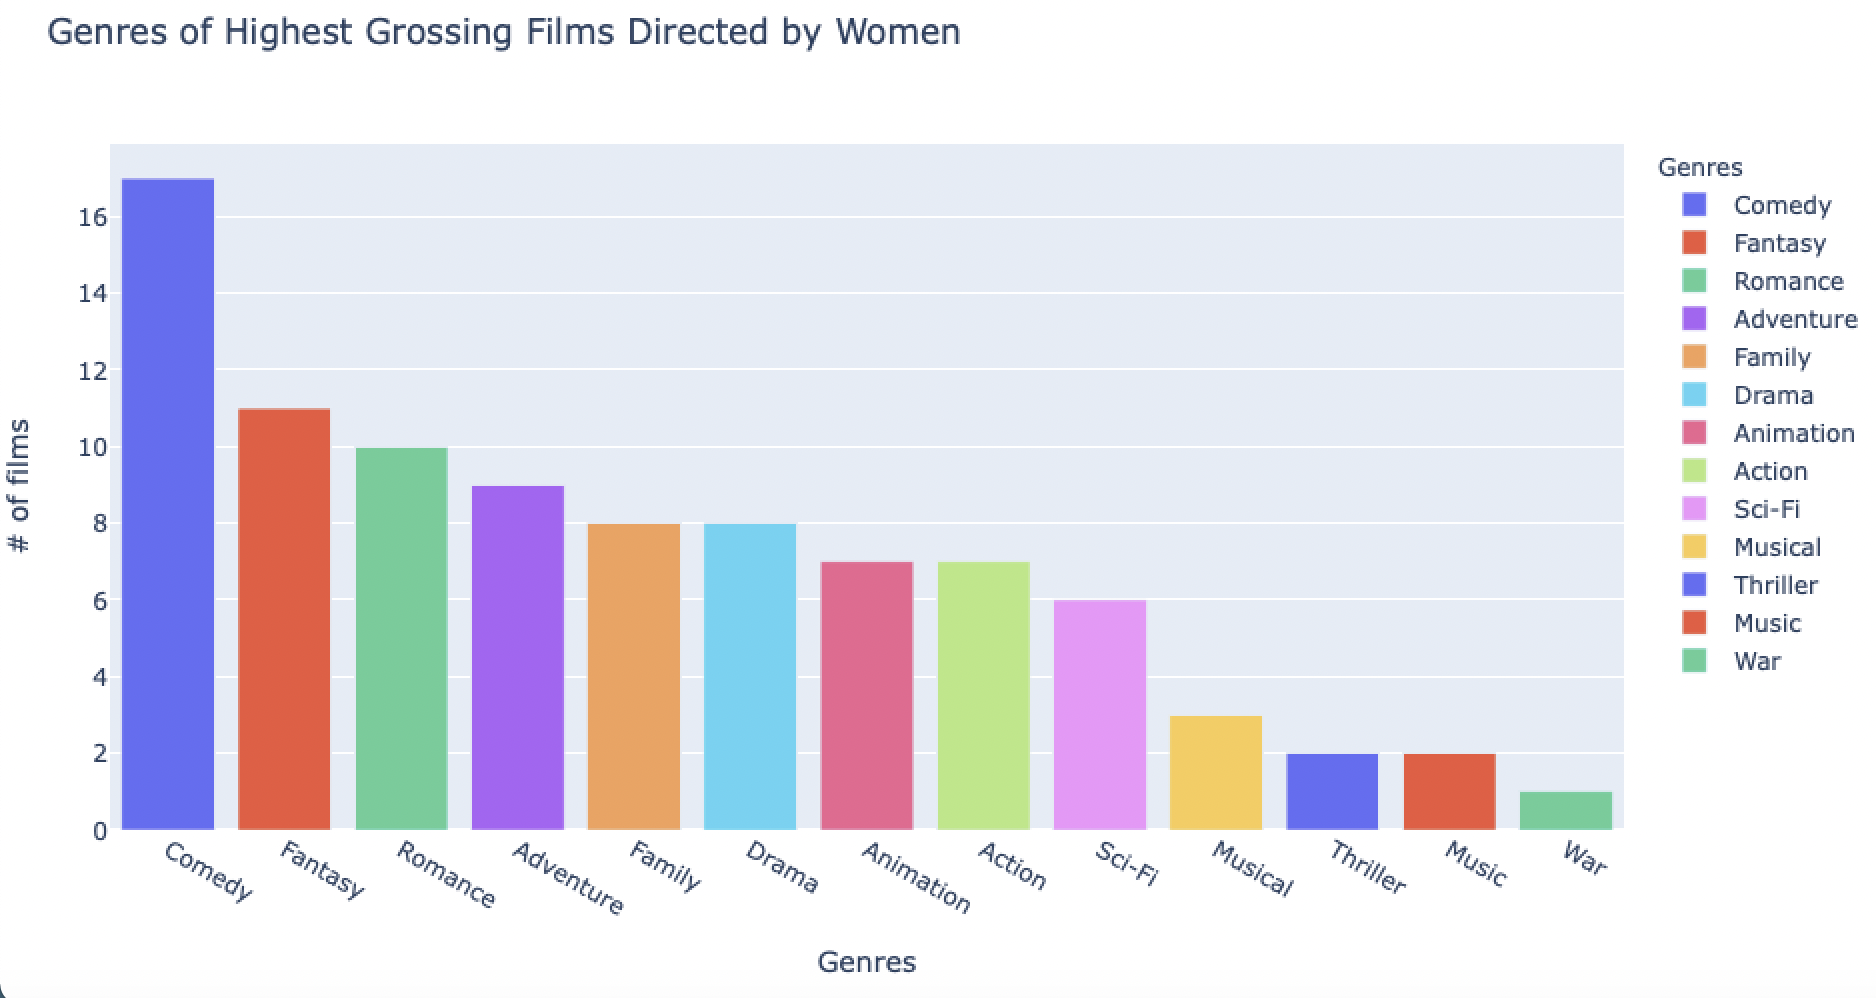 Genres of Highest Grossing Films Directed by Women
# of films
16
14
12
10
8
6
4
2
0
Comedy
Fantasy
Romance
Adventure
Family
Drama
Animation
Action
Sci-Fi
Musical
Thriller
Music
War
Genres
Genres
Comedy
Fantasy
Romance
Adventure
Family
Drama
Animation
Action
Sci-Fi
Musical
Thriller
Music
War